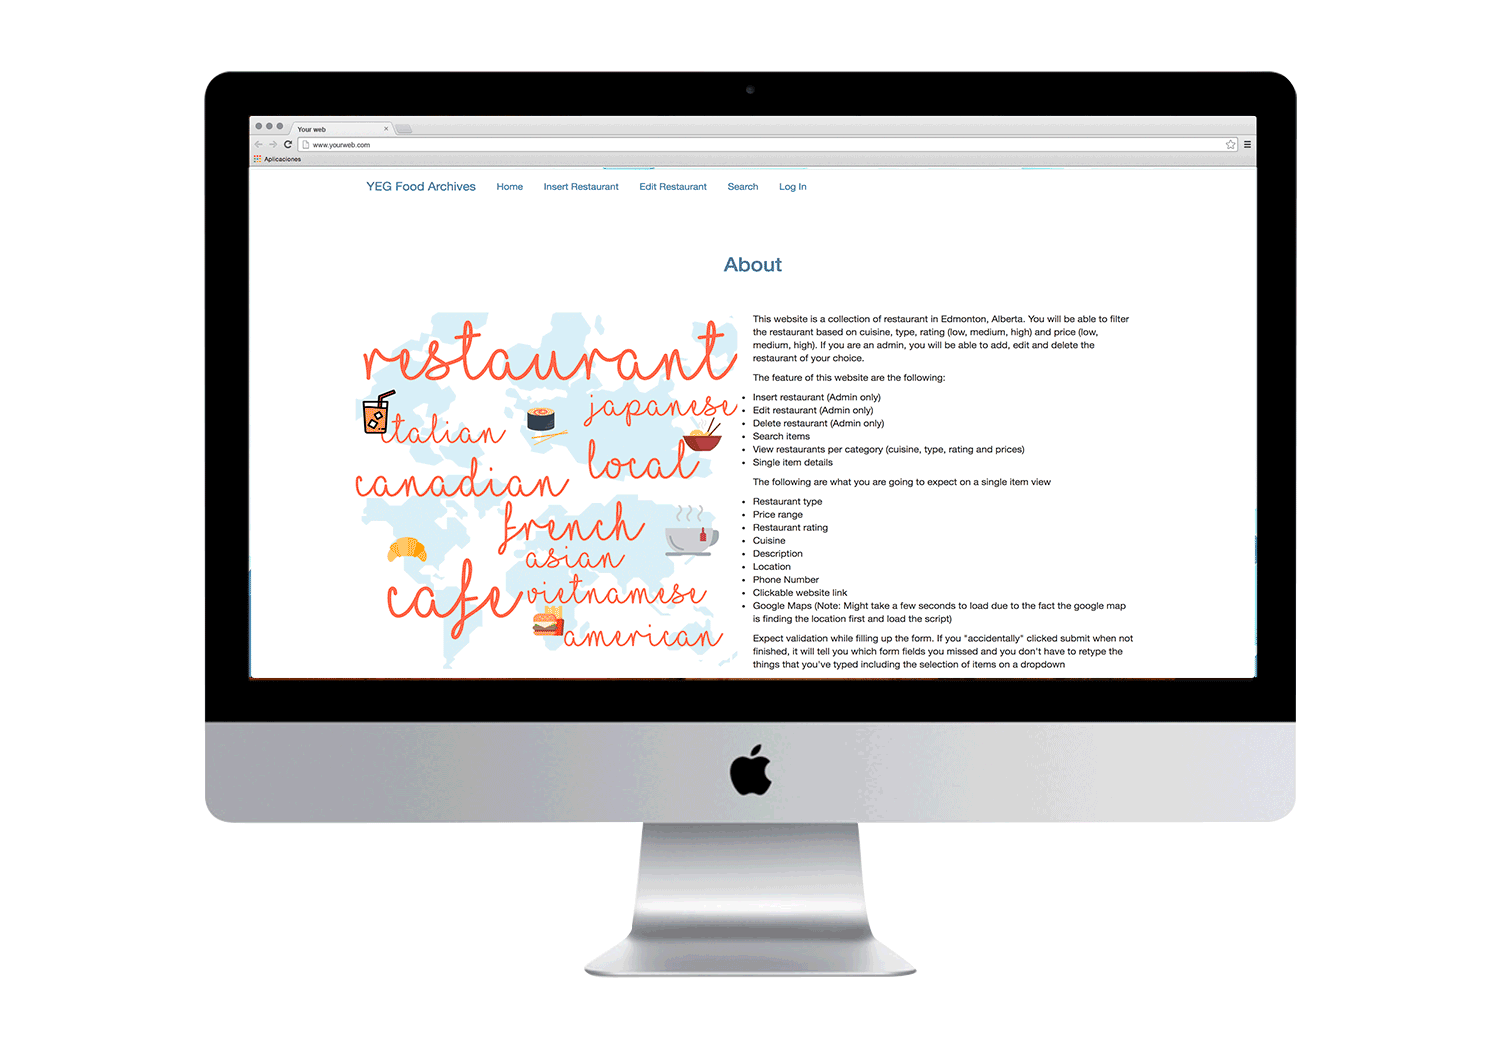 Your web
www.yourweb.com
Aplicaciones
YEG Food Archives Home Insert Restaurant Edit Restaurant Search Log In
About
restaurant
japanese
italian
local
canadian
french
asian
cafe
vietnamese
american
This website is a collection of restaurant in Edmonton, Alberta. You will be able to filter
the restaurant based on cuisine, type, rating (low, medium, high) and price (low,
medium, high). If you are an admin, you will be able to add, edit and delete the
restaurant of your choice.
The feature of this website are the following:
• Insert restaurant (Admin only)
• Edit restaurant (Admin only)
• Delete restaurant (Admin only)
• Search items
• View restaurants per category (cuisine, type, rating and prices)
• Single item details
The following are what you are going to expect on a single item view
• Restaurant type
• Price range
• Restaurant rating
• Cuisine
• Description
• Location
• Phone Number
• Clickable website link
• Google Maps (Note: Might take a few seconds to load due to the fact the google map
is finding the location first and load the script)
Expect validation while filling up the form. If you "accidentally" clicked submit when not
finished, it will tell you which form fields you missed and you don't have to retype the
things that you've typed including the selection of items on a dropdown